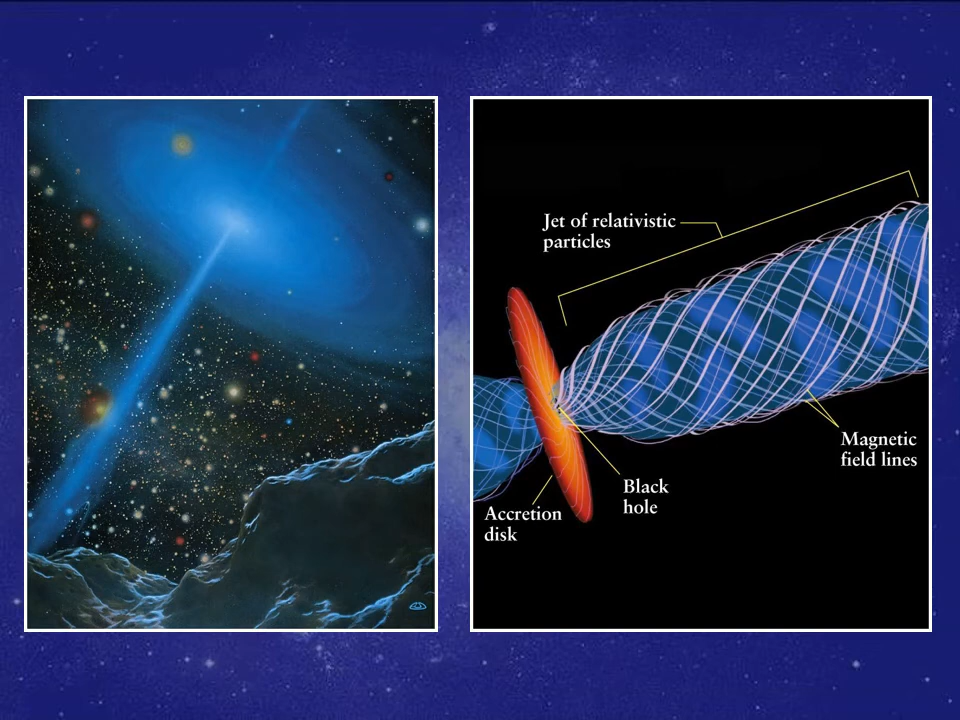 Jet of relativistic
particles
Magnetic
field lines
Black
hole
Accretion
disk